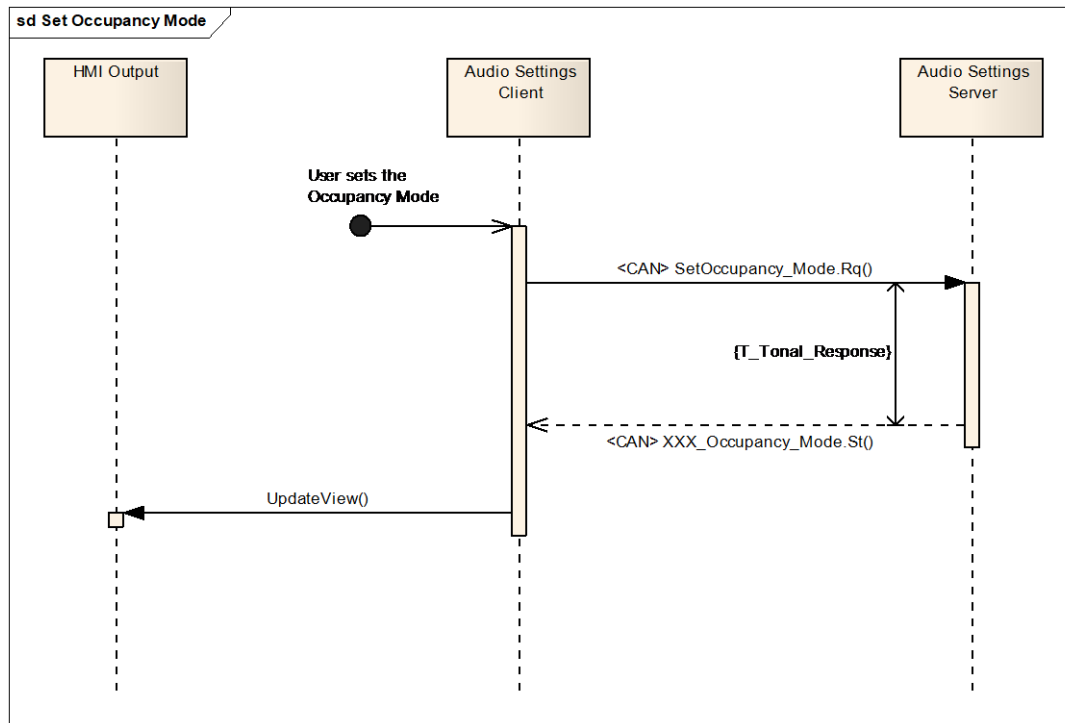 sd Set Occupancy Mode
HMI Output
Audio Settings
Client
Audio Settings
Server
User sets the
Occupancy Mode
<CAN> SetOccupancy_Mode.Rq()
{T_Tonal_Response}
<CAN> XXX_Occupancy_Mode.St()
UpdateView()